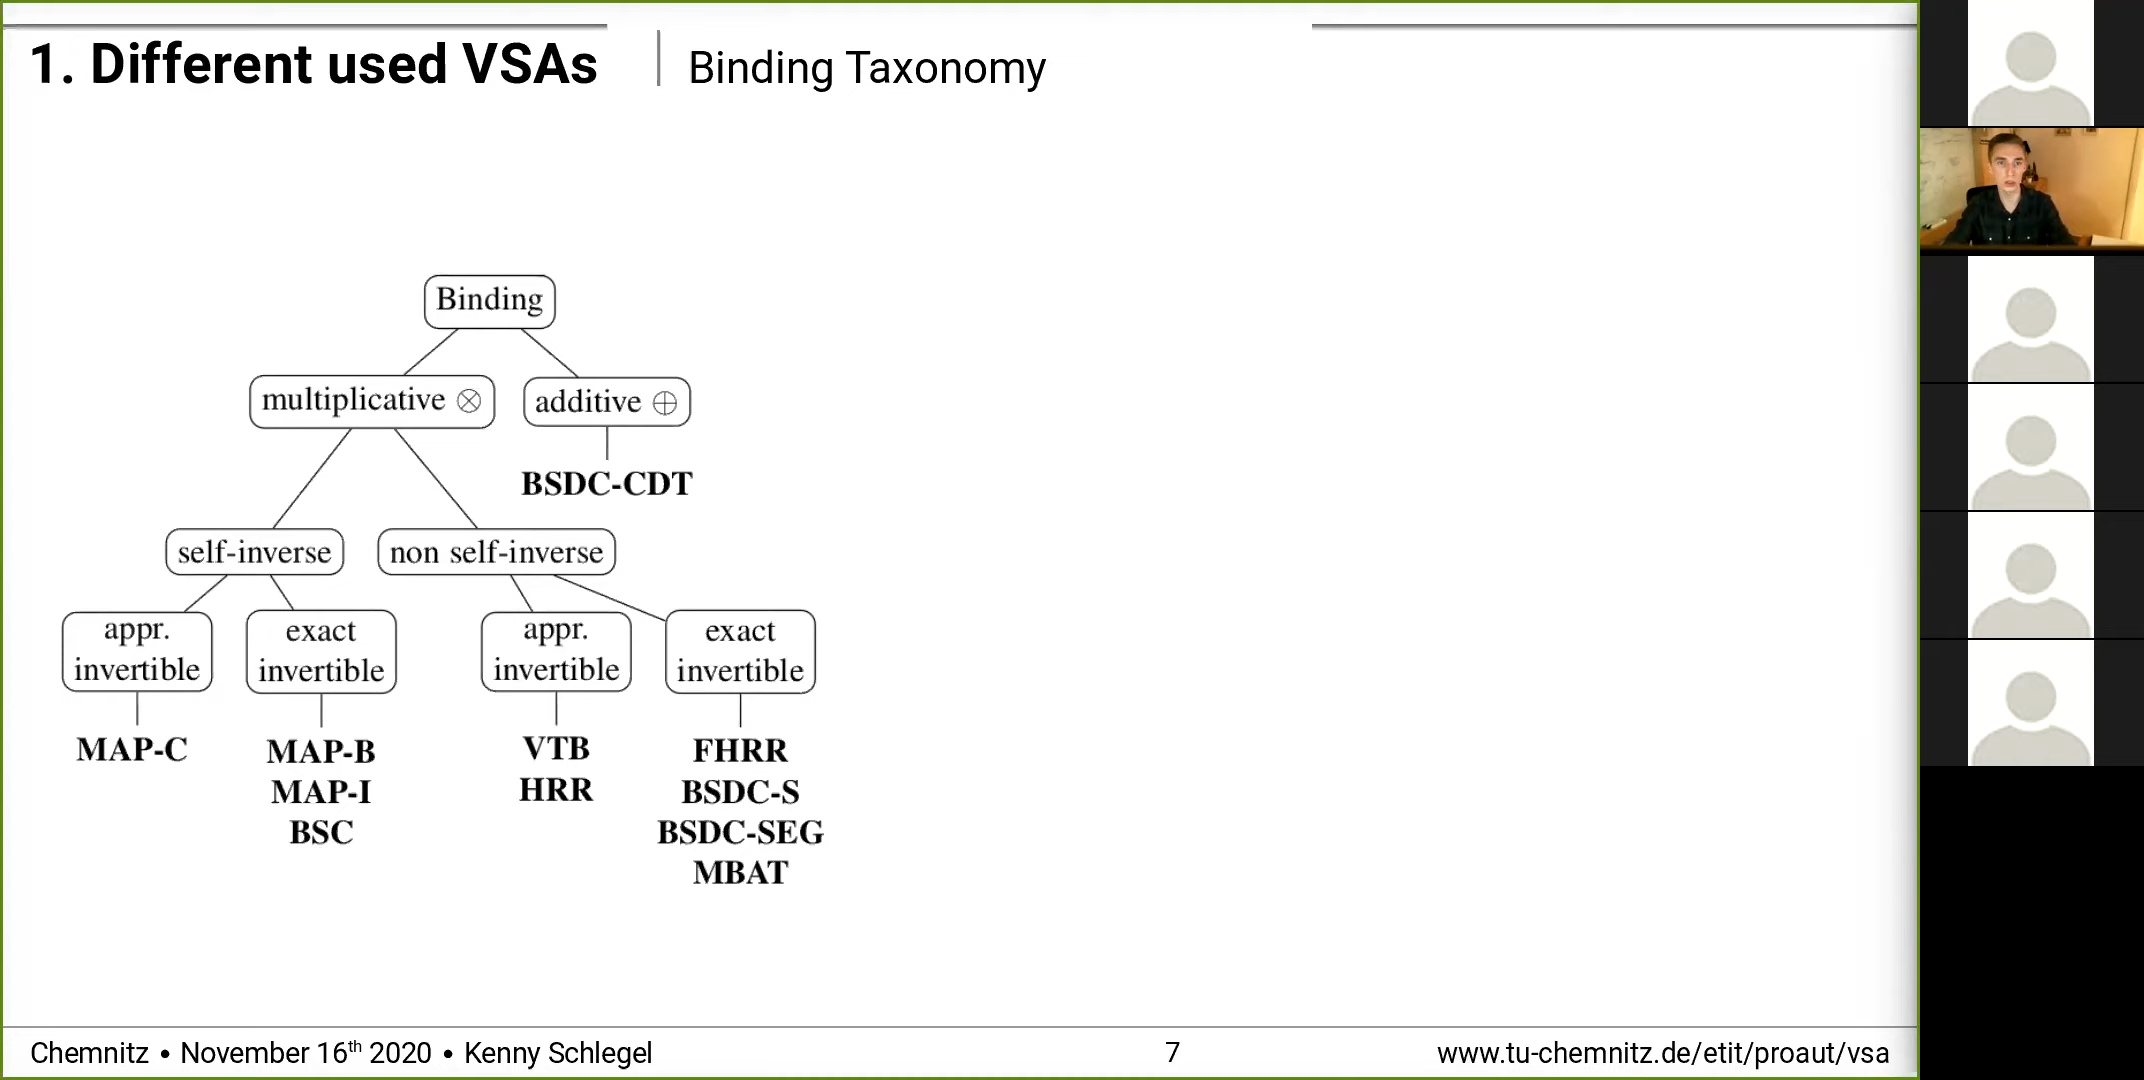 1. Different used VSAs
Binding Taxonomy
Binding
multiplicative ⊗
additive ⊕
BSDC-CDT
self-inverse
non self-inverse
appr.
invertible
exact
invertible
appr.
invertible
exact
invertible
MAP-C
MAP-B
MAP-I
BSC
VTB
HRR
FHRR
BSDC-S
BSDC-SEG
MBAT
Chemnitz • November 16th 2020 • Kenny Schlegel
7
www.tu-chemnitz.de/etit/proaut/vsa